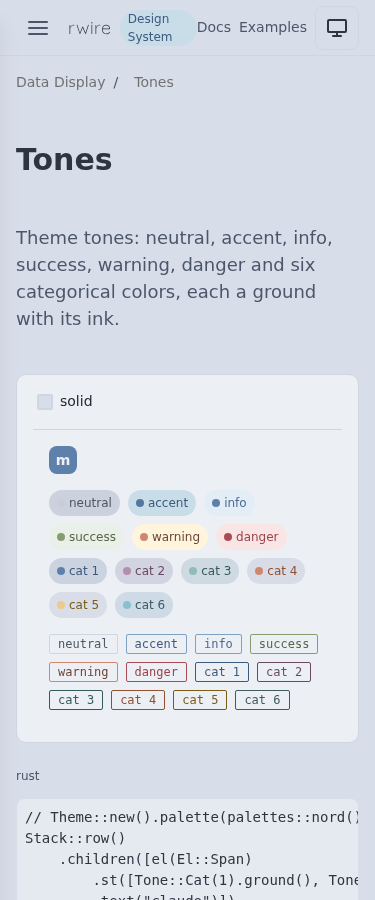 rwire Design System Docs Examples
Data Display / Tones
Tones
Theme tones: neutral, accent, info,
success, warning, danger and six
categorical colors, each a ground
with its ink.
solid
m
neutral accent info
success warning danger
cat 1 cat 2 cat 3 cat 4
cat 5 cat 6
neutral accent info success
warning danger cat 1 cat 2
cat 3 cat 4 cat 5 cat 6
rust
// Theme::new().palette(palettes::nord()
Stack::row()
    .children([el(El::Span)
        .st([Tone::Cat(1).ground(), Tone